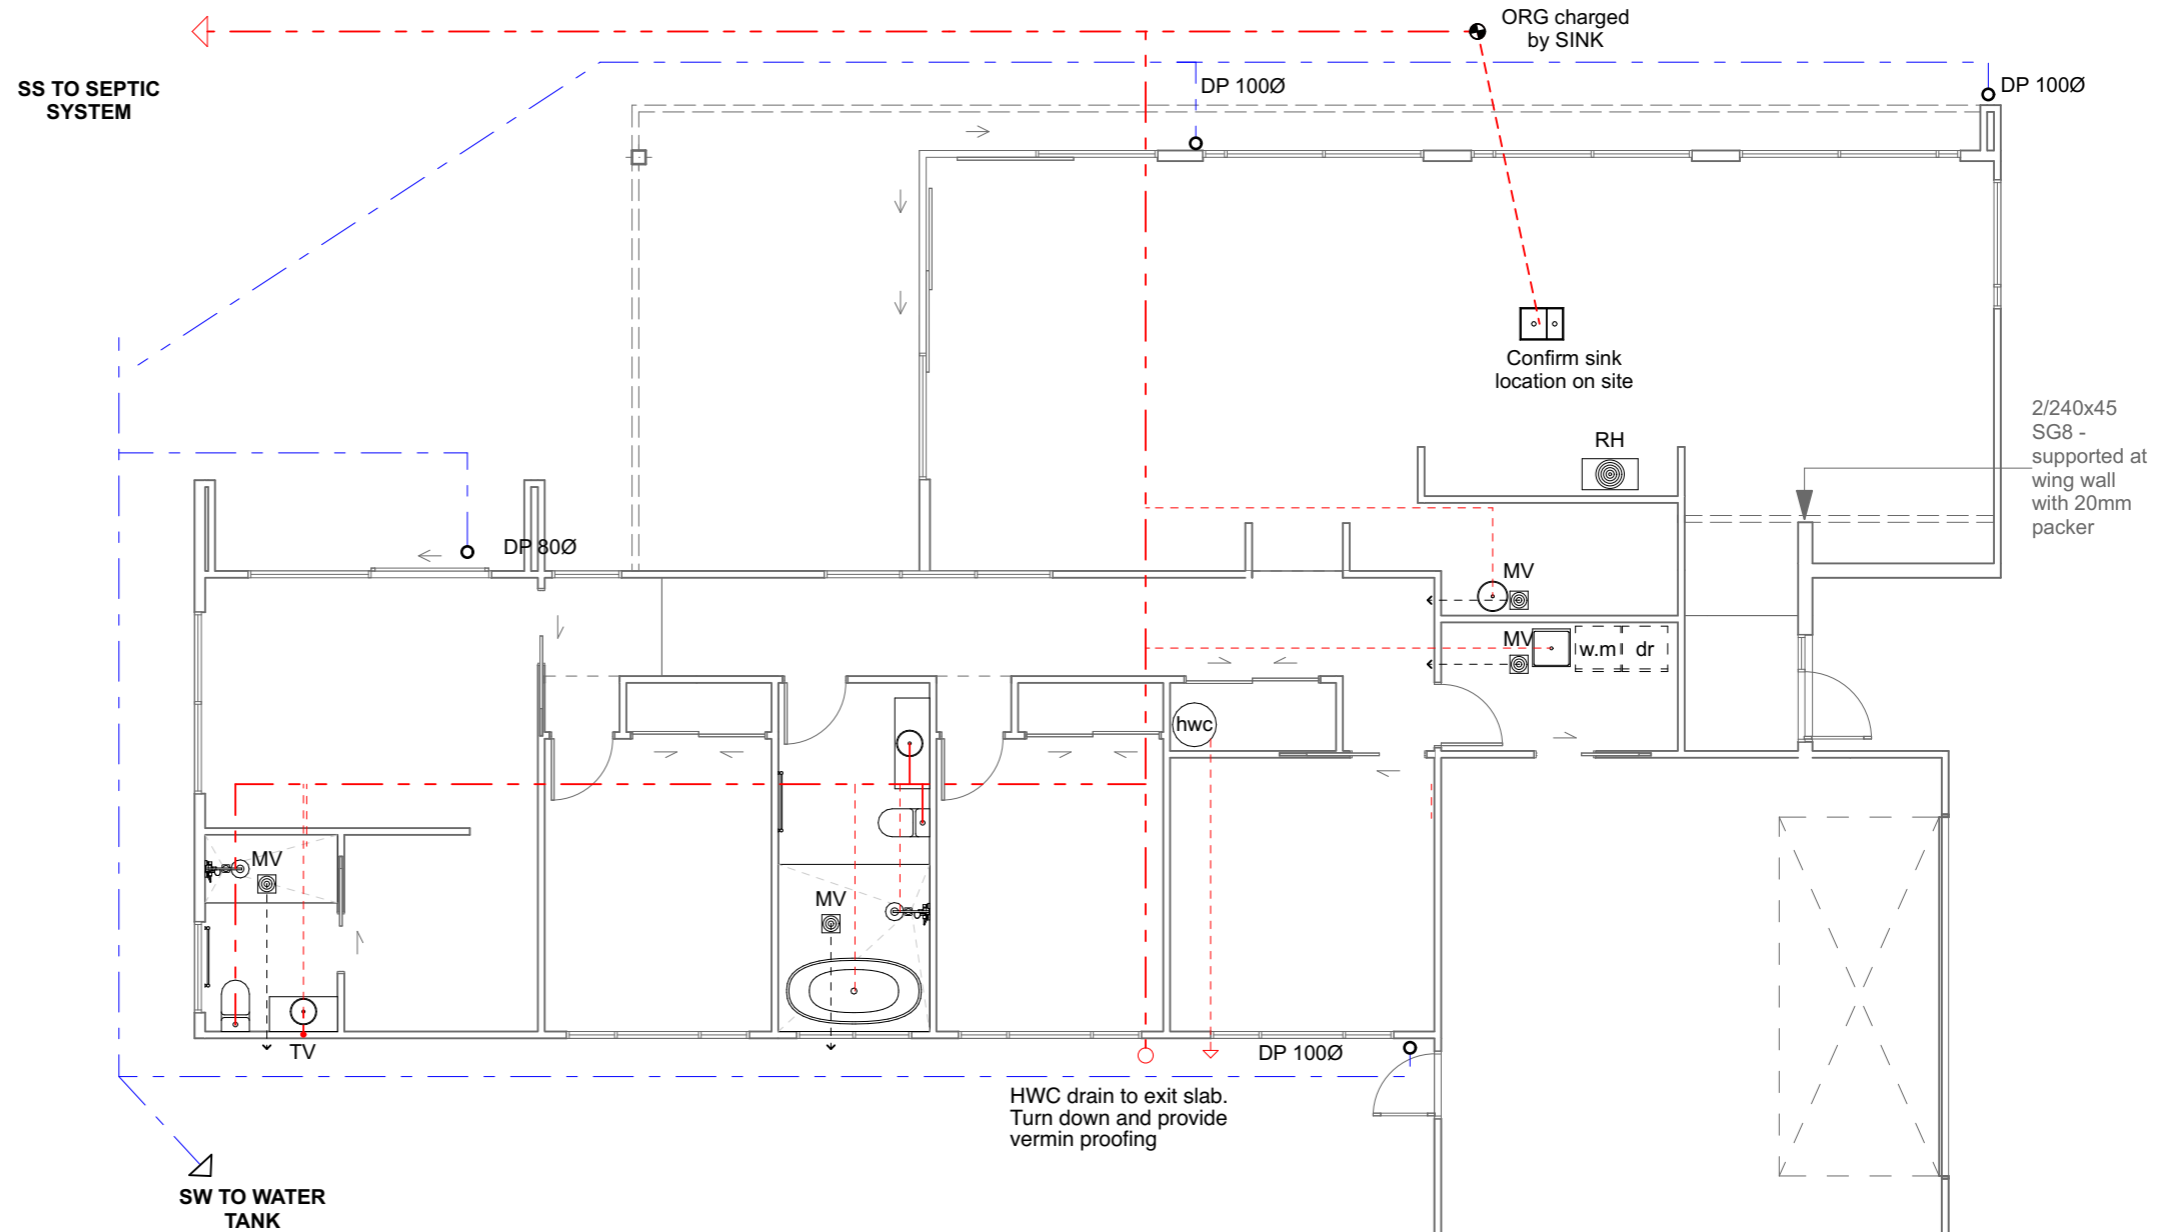 ORG charged
by SINK
SS TO SEPTIC
SYSTEM
DP 100Ø
DP 100Ø
Confirm sink
location on site
2/240x45
SG8 -
supported at
wing wall
with 20mm
packer
RH
DP 80Ø
MV
MV
w.m
dr
hwc
MV
MV
TV
DP 100Ø
HWC drain to exit slab.
Turn down and provide
vermin proofing
SW TO WATER
TANK